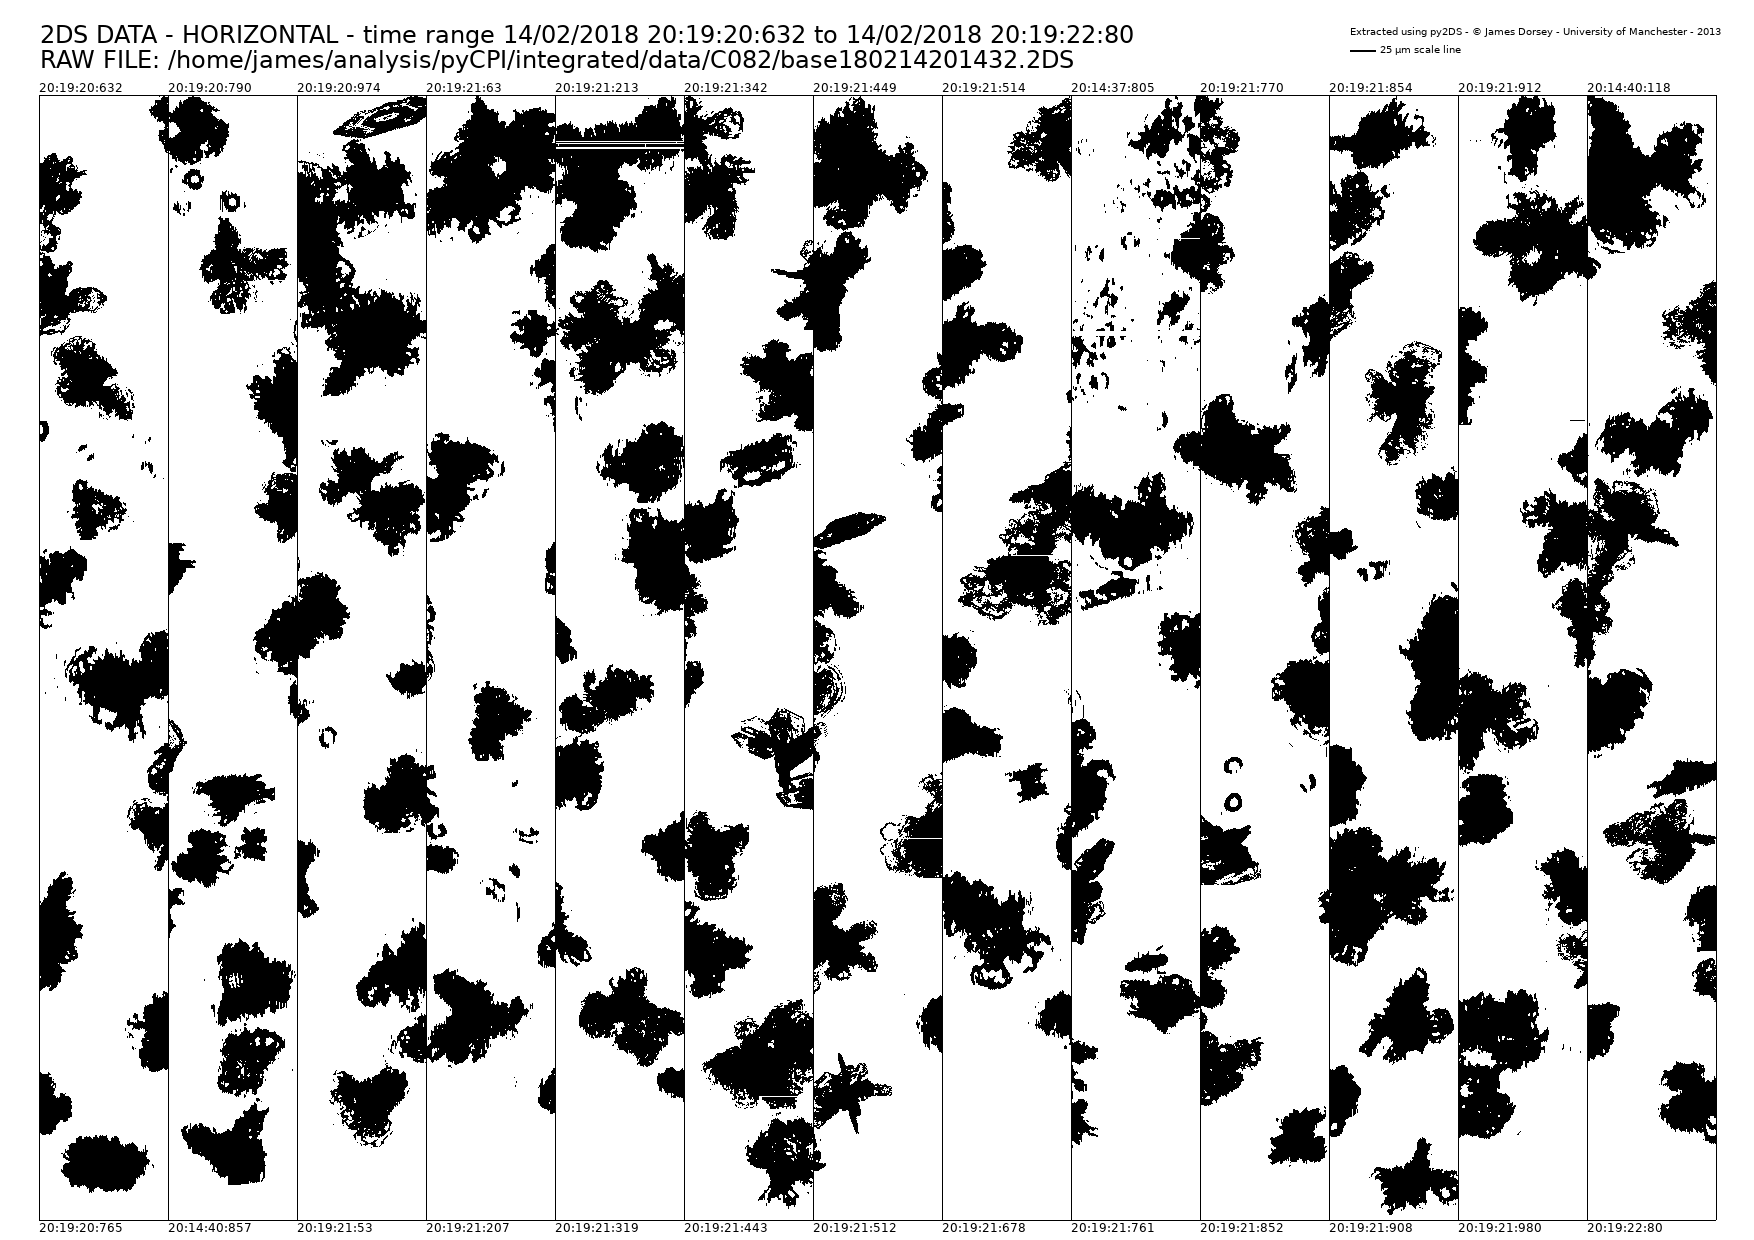 2DS DATA - HORIZONTAL - time range 14/02/2018 20:19:20:632 to 14/02/2018 20:19:22:80
RAW FILE: /home/james/analysis/pyCPI/integrated/data/C082/base180214201432.2DS
Extracted using py2DS - © James Dorsey - University of Manchester - 2013
25 µm scale line
20:19:20:632 20:19:20:790 20:19:20:974 20:19:21:63 20:19:21:213 20:19:21:342 20:19:21:449 20:19:21:514 20:14:37:805 20:19:21:770 20:19:21:854 20:19:21:912 20:14:40:118
20:19:20:765 20:14:40:857 20:19:21:53 20:19:21:207 20:19:21:319 20:19:21:443 20:19:21:512 20:19:21:678 20:19:21:761 20:19:21:852 20:19:21:908 20:19:21:980 20:19:22:80